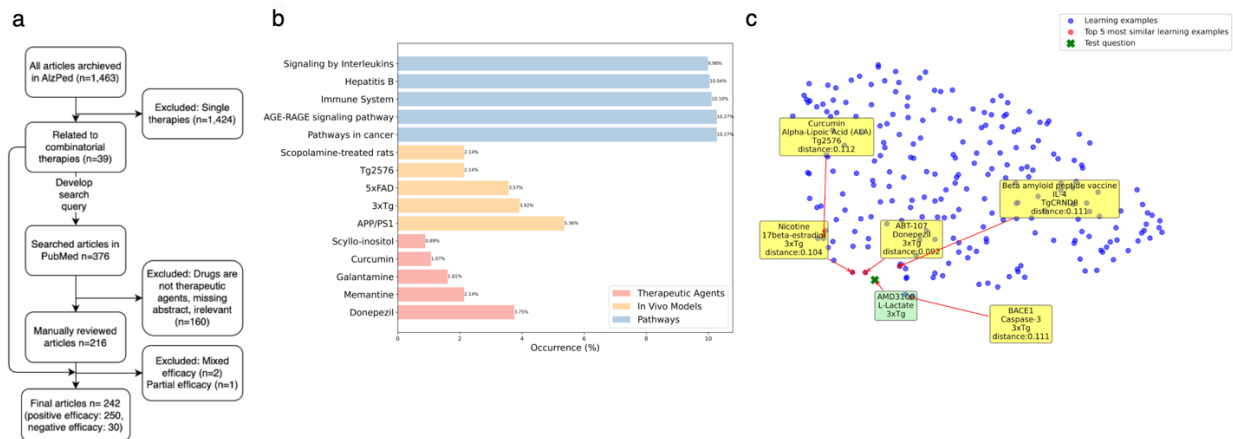 a
All articles archieved
in AlzPed (n=1,463)
Excluded: Single
therapies (n=1,424)
Related to
combinatorial
therapies (n=39)
Develop
search
query
Searched articles in
PubMed n=376
Excluded: Drugs are
not therapeutic
agents, missing
abstract, irelevant
(n=160)
Manually reviewed
articles n=216
Excluded: Mixed
efficacy (n=2)
Partial efficacy (n=1)
Final articles n= 242
(positive efficacy: 250,
negative efficacy: 30)
b
Signaling by Interleukins
9.98%
Hepatitis B
10.04%
Immune System
10.10%
AGE-RAGE signaling pathway
10.27%
Pathways in cancer
10.27%
Scopolamine-treated rats
2.14%
Tg2576
2.14%
5xFAD
3.57%
3xTg
3.92%
APP/PS1
5.36%
Scyllo-inositol
0.89%
Curcumin
1.07%
Galantamine
1.61%
Memantine
2.14%
Donepezil
3.75%
Therapeutic Agents
In Vivo Models
Pathways
0 2 4 6 8 10
Occurrence (%)
c
Learning examples
Top 5 most similar learning examples
Test question
Curcumin
Alpha-Lipoic Acid (ALA)
Tg2576
distance:0.112
Beta amyloid peptide vaccine
IL-4
TgCRND8
distance:0.111
Nicotine
17beta-estradiol
3xTg
distance:0.104
ABT-107
Donepezil
3xTg
distance:0.092
AMD3100
L-Lactate
3xTg
BACE1
Caspase-3
3xTg
distance:0.111